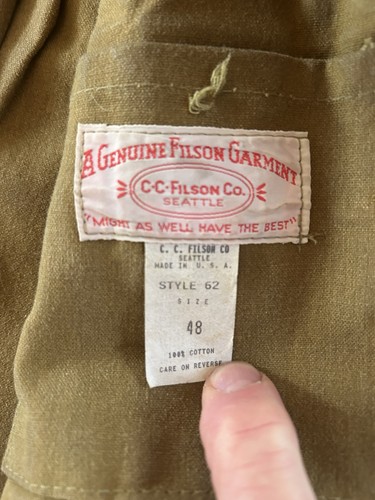 A GENUINE FILSON GARMENT
C-C-FILSON CO.
SEATTLE
"MIGHT AS WELL HAVE THE BEST"
C. C. FILSON CO
SEATTLE
MADE IN U. S. A.
STYLE 62
SIZE
48
100% COTTON
CARE ON REVERSE